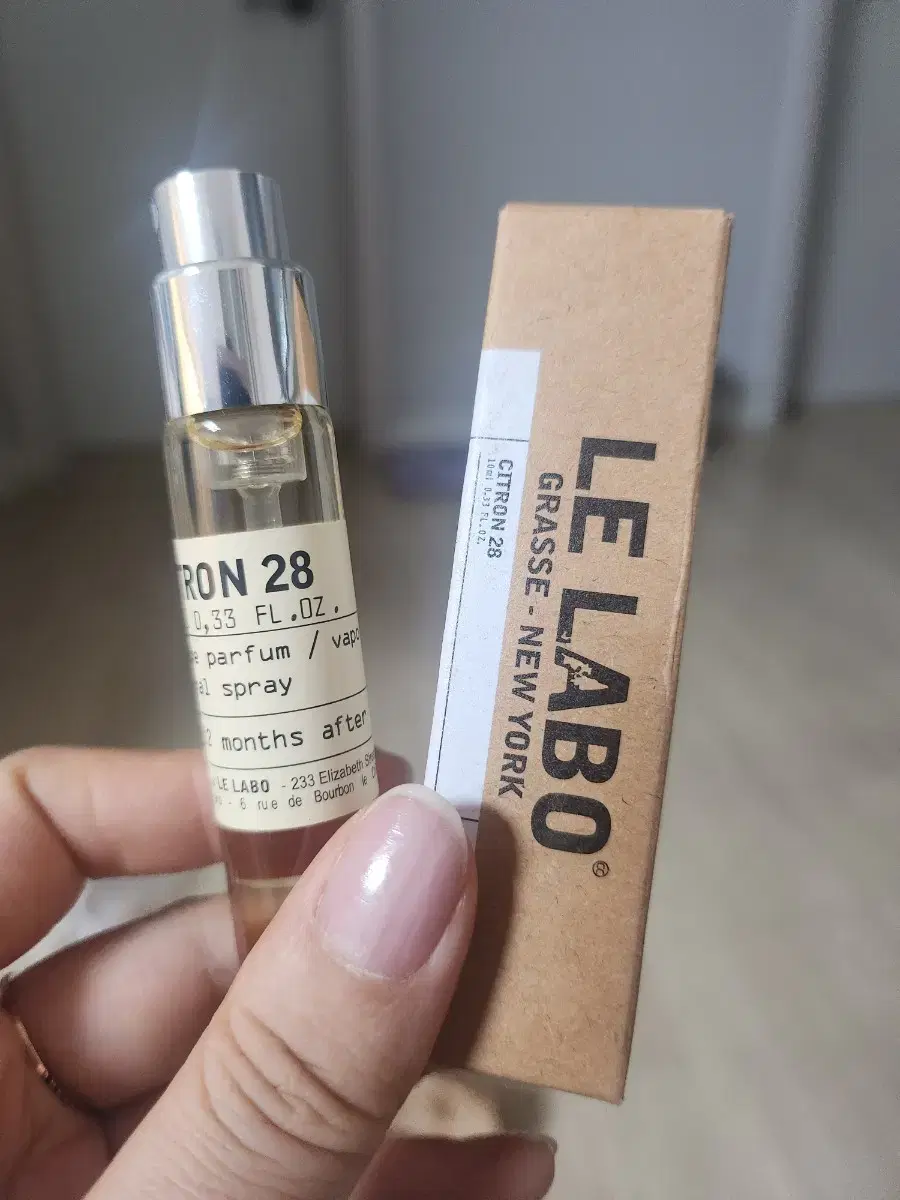 TRON 28
0,33 FL.OZ.
parfum / vapo
al spray
2 months after
LE LABO - 233 Elizabeth
- 6 rue de Bourbon le
CITRON 28
10ml 0,33 FL.OZ.
LE LABO®
GRASSE - NEW YORK